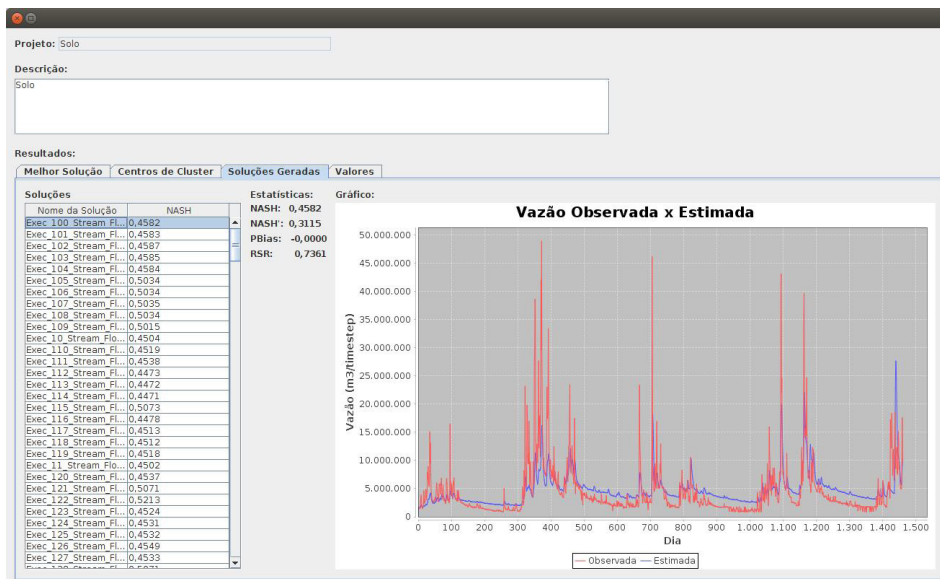 Projeto: Solo
Descrição:
Solo
Resultados:
Melhor Solução Centros de Cluster Soluções Geradas Valores
Soluções Estatísticas: Gráfico:
Nome da Solução NASH
Exec_100_Stream_Fl... 0,4582
Exec_101_Stream_Fl... 0,4583
Exec_102_Stream_Fl... 0,4587
Exec_103_Stream_Fl... 0,4585
Exec_104_Stream_Fl... 0,4584
Exec_105_Stream_Fl... 0,5034
Exec_106_Stream_Fl... 0,5034
Exec_107_Stream_Fl... 0,5035
Exec_108_Stream_Fl... 0,5034
Exec_109_Stream_Fl... 0,5015
Exec_10_Stream_Flo... 0,4504
Exec_110_Stream_Fl... 0,4519
Exec_111_Stream_Fl... 0,4538
Exec_112_Stream_Fl... 0,4473
Exec_113_Stream_Fl... 0,4472
Exec_114_Stream_Fl... 0,4471
Exec_115_Stream_Fl... 0,5073
Exec_116_Stream_Fl... 0,4478
Exec_117_Stream_Fl... 0,4513
Exec_118_Stream_Fl... 0,4512
Exec_119_Stream_Fl... 0,4518
Exec_11_Stream_Flo... 0,4502
Exec_120_Stream_Fl... 0,4537
Exec_121_Stream_Fl... 0,5071
Exec_122_Stream_Fl... 0,5213
Exec_123_Stream_Fl... 0,4524
Exec_124_Stream_Fl... 0,4531
Exec_125_Stream_Fl... 0,4532
Exec_126_Stream_Fl... 0,4549
Exec_127_Stream_Fl... 0,4533
NASH: 0,4582
NASH': 0,3115
PBias: -0,0000
RSR: 0,7361
Vazão Observada x Estimada
Vazão (m3/timestep)
50.000.000
45.000.000
40.000.000
35.000.000
30.000.000
25.000.000
20.000.000
15.000.000
10.000.000
5.000.000
0
0 100 200 300 400 500 600 700 800 900 1.000 1.100 1.200 1.300 1.400 1.500
Dia
Observada Estimada